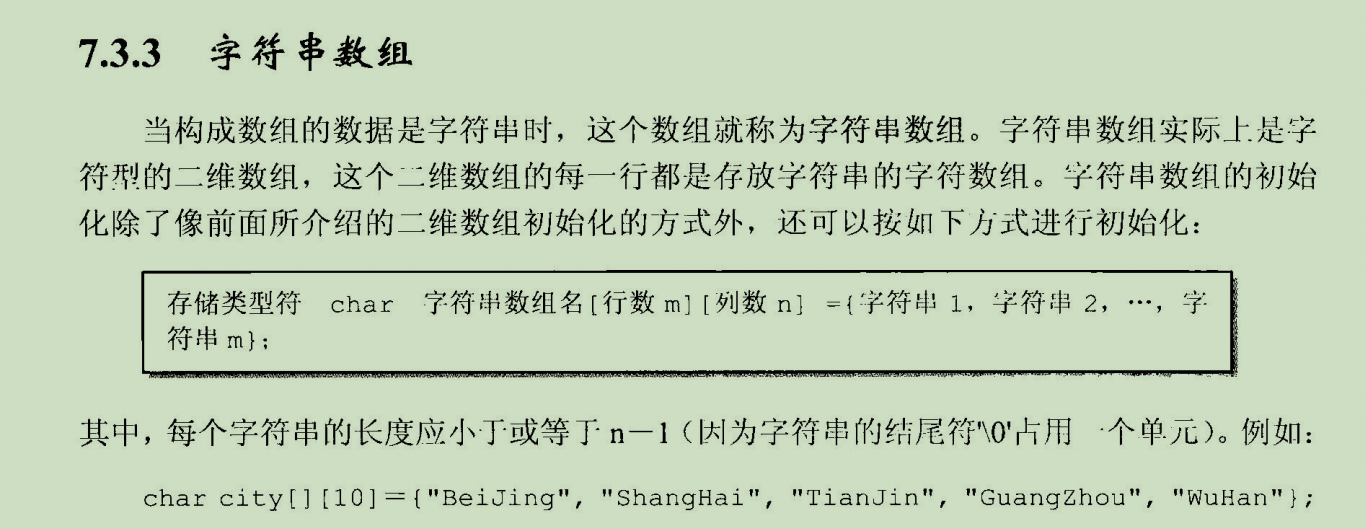 7.3.3 字符串数组
当构成数组的数据是字符串时，这个数组就称为字符串数组。字符串数组实际上是字
符型的二维数组，这个二维数组的每一行都是存放字符串的字符数组。字符串数组的初始
化除了像前面所介绍的二维数组初始化的方式外，还可以按如下方式进行初始化：
存储类型符 char 字符串数组名[行数 m][列数 n] ={字符串 1，字符串 2，…，字
符串 m};
其中，每个字符串的长度应小于或等于 n－1（因为字符串的结尾符'\0'占用一个单元）。例如：
char city[][10]={"BeiJing", "ShangHai", "TianJin", "GuangZhou", "WuHan"};